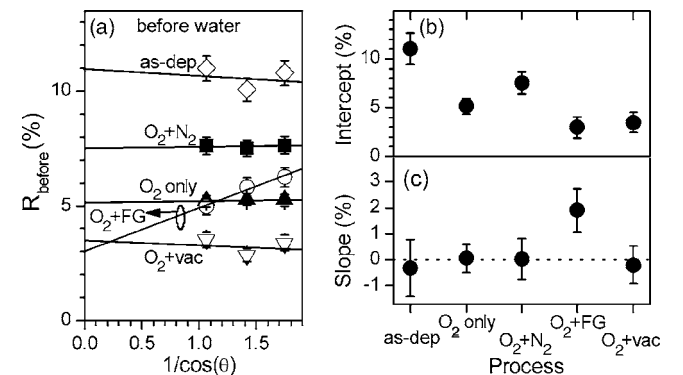 (a) before water
as-dep
O₂+N₂
O₂ only
O₂+FG
O₂+vac
R_before (%)
10
5
0
0.0 0.5 1.0 1.5
1/cos(θ)
(b)
Intercept (%)
10
5
0
(c)
Slope (%)
3
2
1
0
-1
as-dep O₂ only O₂+N₂ O₂+FG O₂+vac
Process